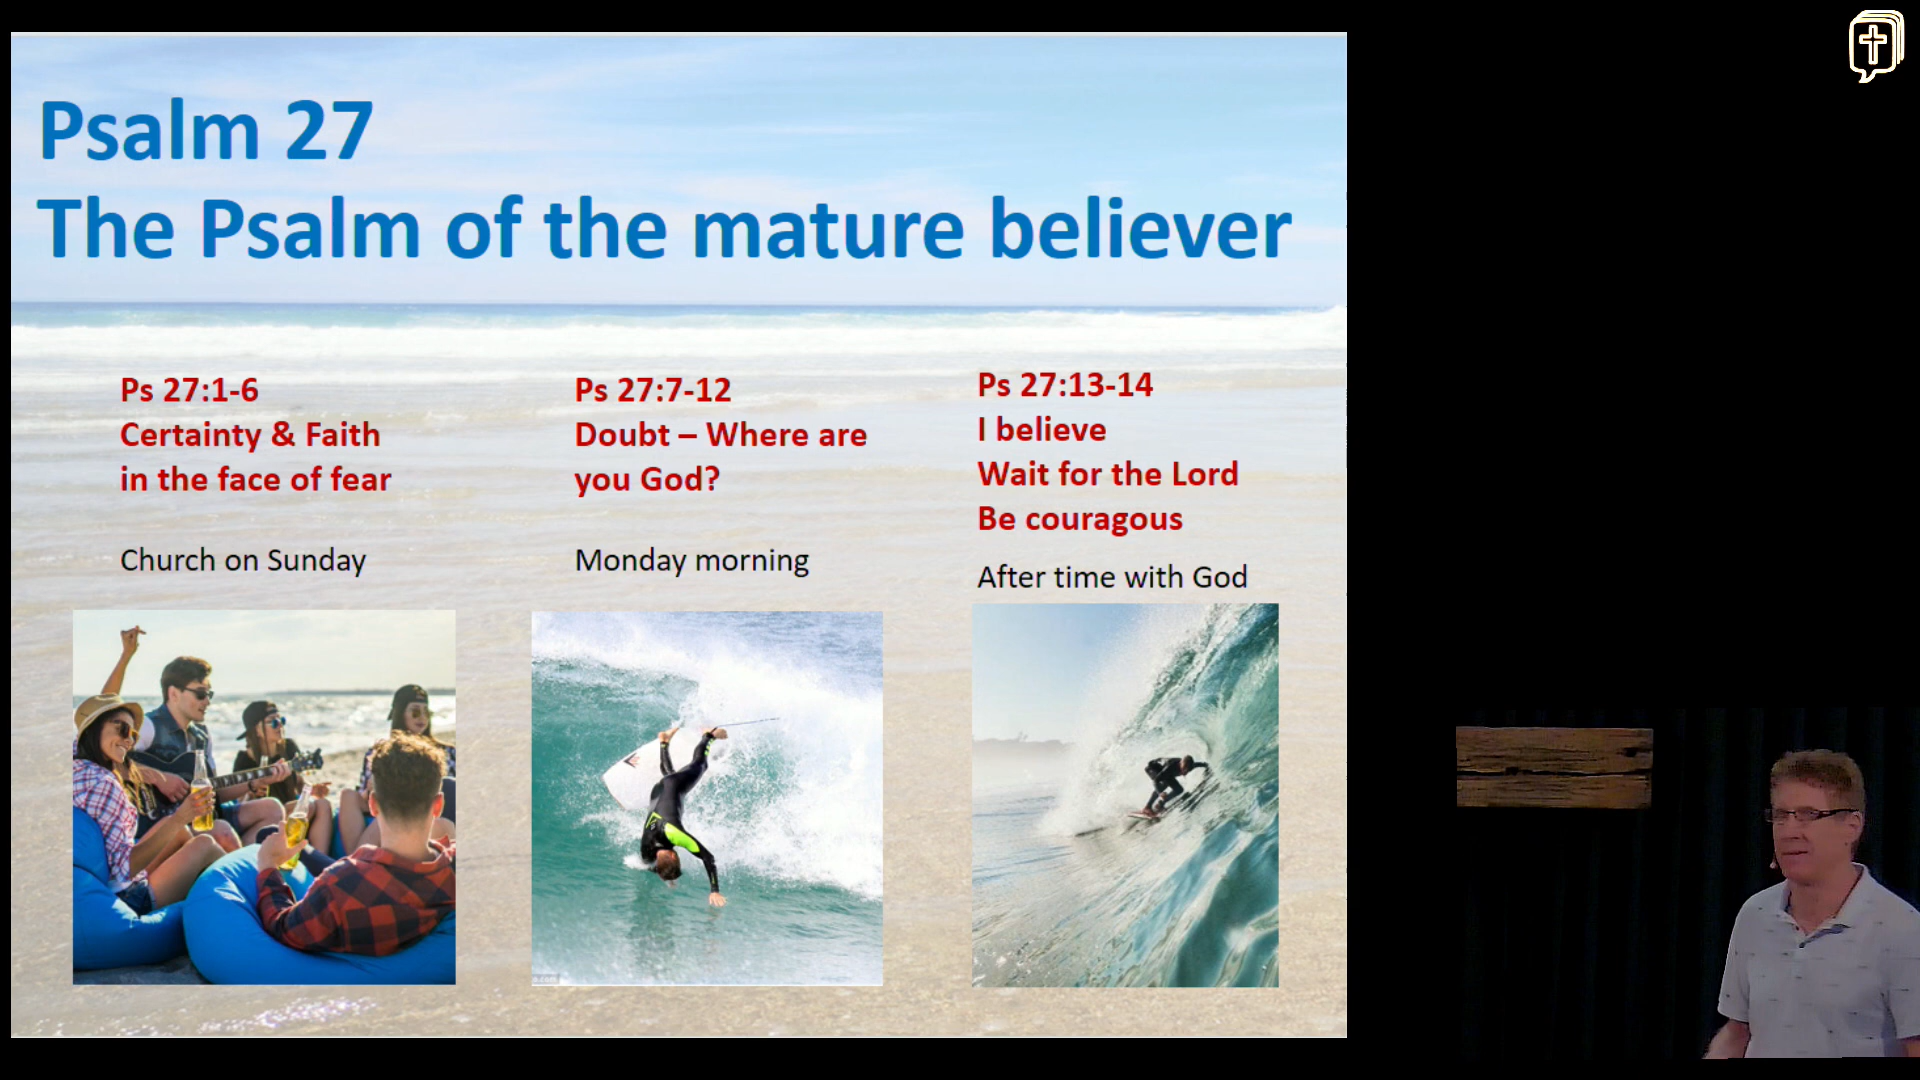 Psalm 27
The Psalm of the mature believer
Ps 27:1-6
Certainty & Faith
in the face of fear
Church on Sunday
Ps 27:7-12
Doubt – Where are
you God?
Monday morning
Ps 27:13-14
I believe
Wait for the Lord
Be couragous
After time with God